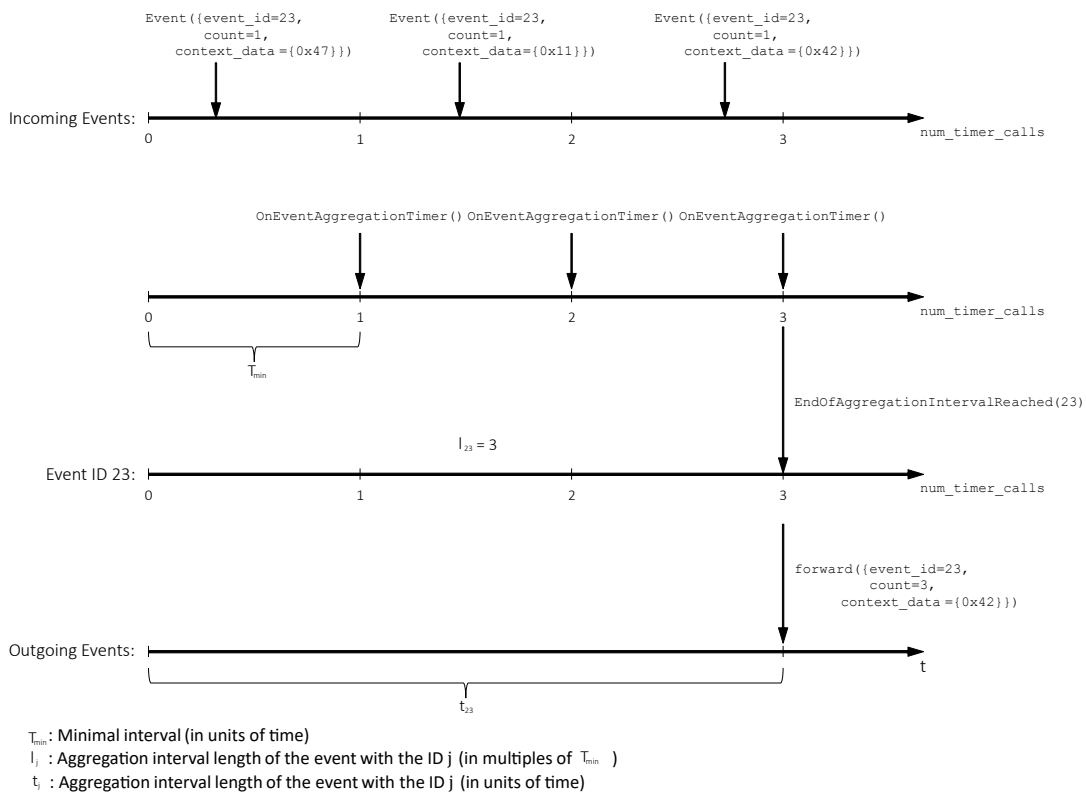 Event({event_id=23, Event({event_id=23, Event({event_id=23,
count=1, count=1, count=1,
context_data ={0x47}}) context_data={0x11}}) context_data ={0x42}})
Incoming Events:
0 1 2 3 num_timer_calls
OnEventAggregationTimer() OnEventAggregationTimer() OnEventAggregationTimer()
0 1 2 3 num_timer_calls
Tmin
EndOfAggregationIntervalReached(23)
l23 = 3
Event ID 23:
0 1 2 3 num_timer_calls
forward({event_id=23,
count=3,
context_data ={0x42}})
Outgoing Events:
t
t23
Tmin : Minimal interval (in units of time)
lj : Aggregation interval length of the event with the ID j (in multiples of Tmin )
tj : Aggregation interval length of the event with the ID j (in units of time)